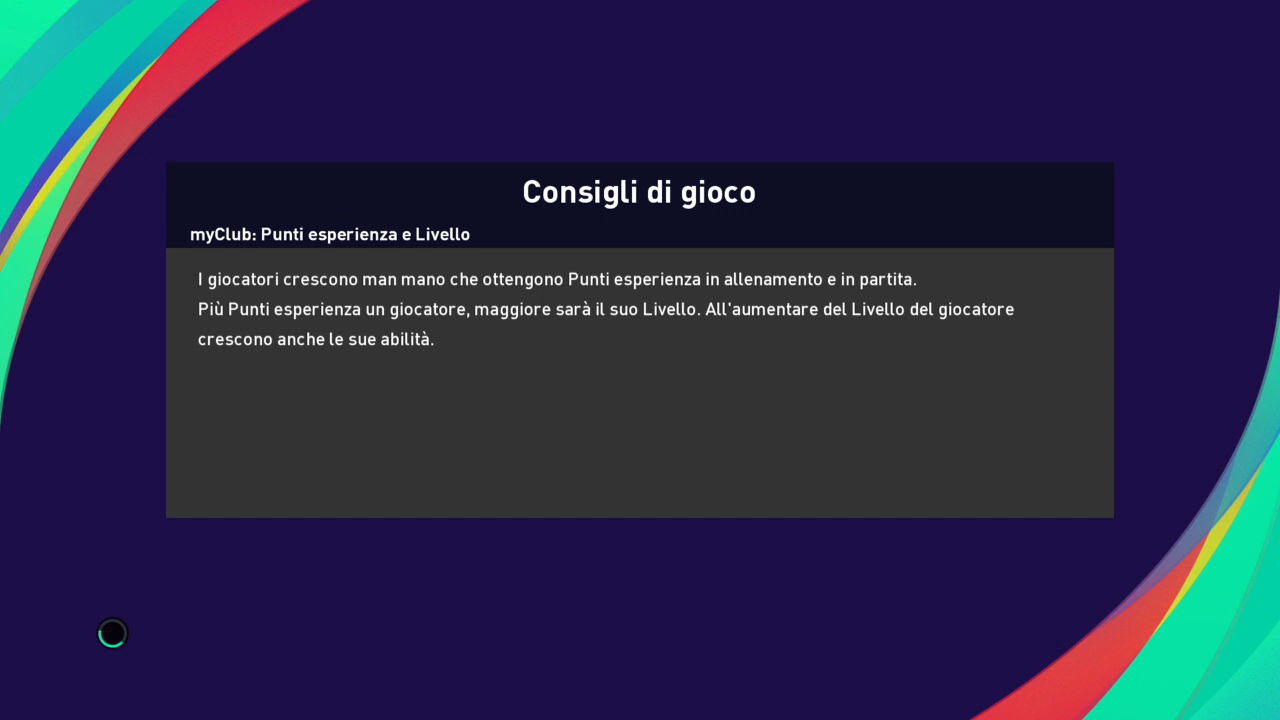 Consigli di gioco
myClub: Punti esperienza e Livello
I giocatori crescono man mano che ottengono Punti esperienza in allenamento e in partita.
Più Punti esperienza un giocatore, maggiore sarà il suo Livello. All'aumentare del Livello del giocatore
crescono anche le sue abilità.